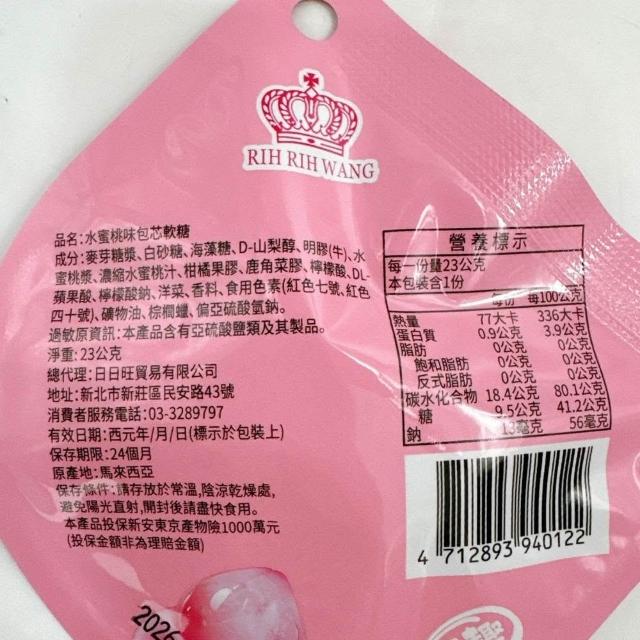 RIH RIH WANG
品名:水蜜桃味包芯軟糖
成分:麥芽糖漿、白砂糖、海藻糖、D-山梨醇、明膠(牛)、水
蜜桃漿、濃縮水蜜桃汁、柑橘果膠、鹿角菜膠、檸檬酸、DL-
蘋果酸、檸檬酸鈉、洋菜、香料、食用色素(紅色七號、紅色
四十號)、礦物油、棕櫚蠟、偏亞硫酸氫鈉。
過敏原資訊:本產品含有亞硫酸鹽類及其製品。
淨重:23公克
總代理:日日旺貿易有限公司
地址:新北市新莊區民安路43號
消費者服務電話:03-3289797
有效日期:西元年/月/日(標示於包裝上)
保存期限:24個月
原產地:馬來西亞
保存條件:請存放於常溫,陰涼乾燥處,
避免陽光直射,開封後請盡快食用。
本產品投保新安東京產物險1000萬元
(投保金額非為理賠金額)
營養標示
每一份量23公克
本包裝含1份
每份 每100公克
熱量 77大卡 336大卡
蛋白質 0.9公克 3.9公克
脂肪 0公克 0公克
飽和脂肪 0公克 0公克
反式脂肪 0公克 0公克
碳水化合物 18.4公克 80.1公克
糖 9.5公克 41.2公克
鈉 13毫克 56毫克
4 712893 940122
2026